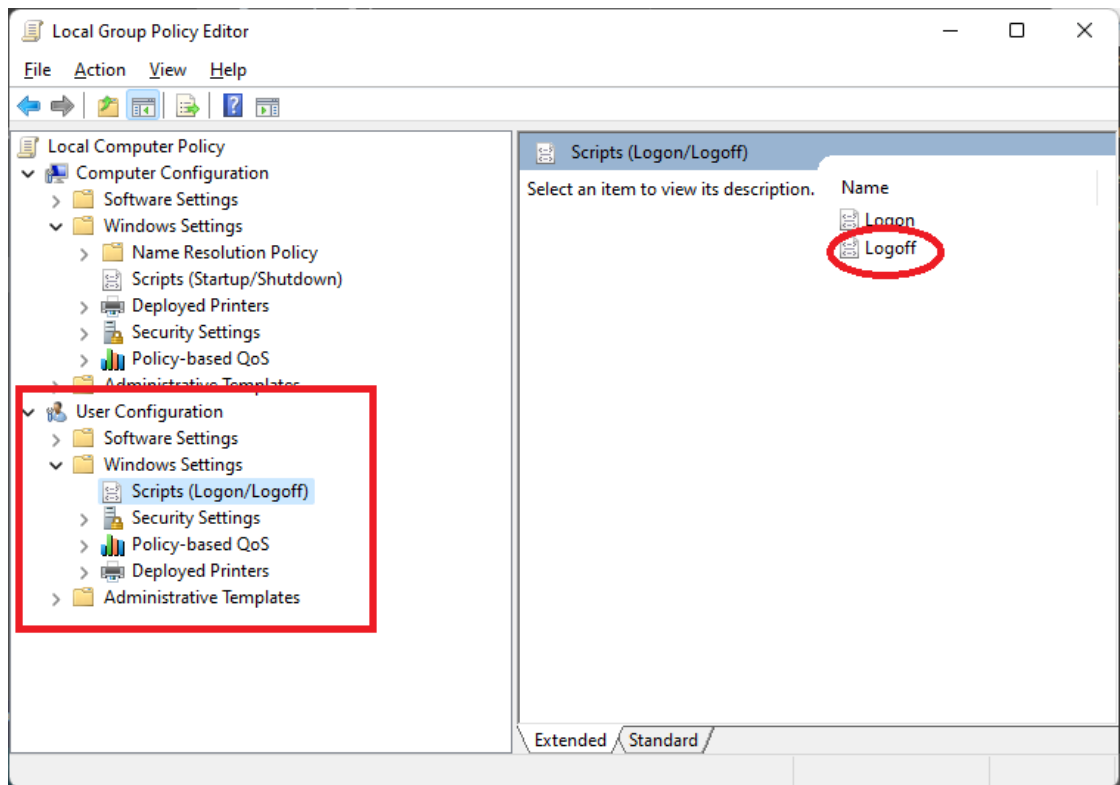 Local Group Policy Editor
File Action View Help
Local Computer Policy
Computer Configuration
Software Settings
Windows Settings
Name Resolution Policy
Scripts (Startup/Shutdown)
Deployed Printers
Security Settings
Policy-based QoS
Administrative Templates
User Configuration
Software Settings
Windows Settings
Scripts (Logon/Logoff)
Security Settings
Policy-based QoS
Deployed Printers
Administrative Templates
Scripts (Logon/Logoff)
Select an item to view its description.
Name
Logon
Logoff
Extended Standard